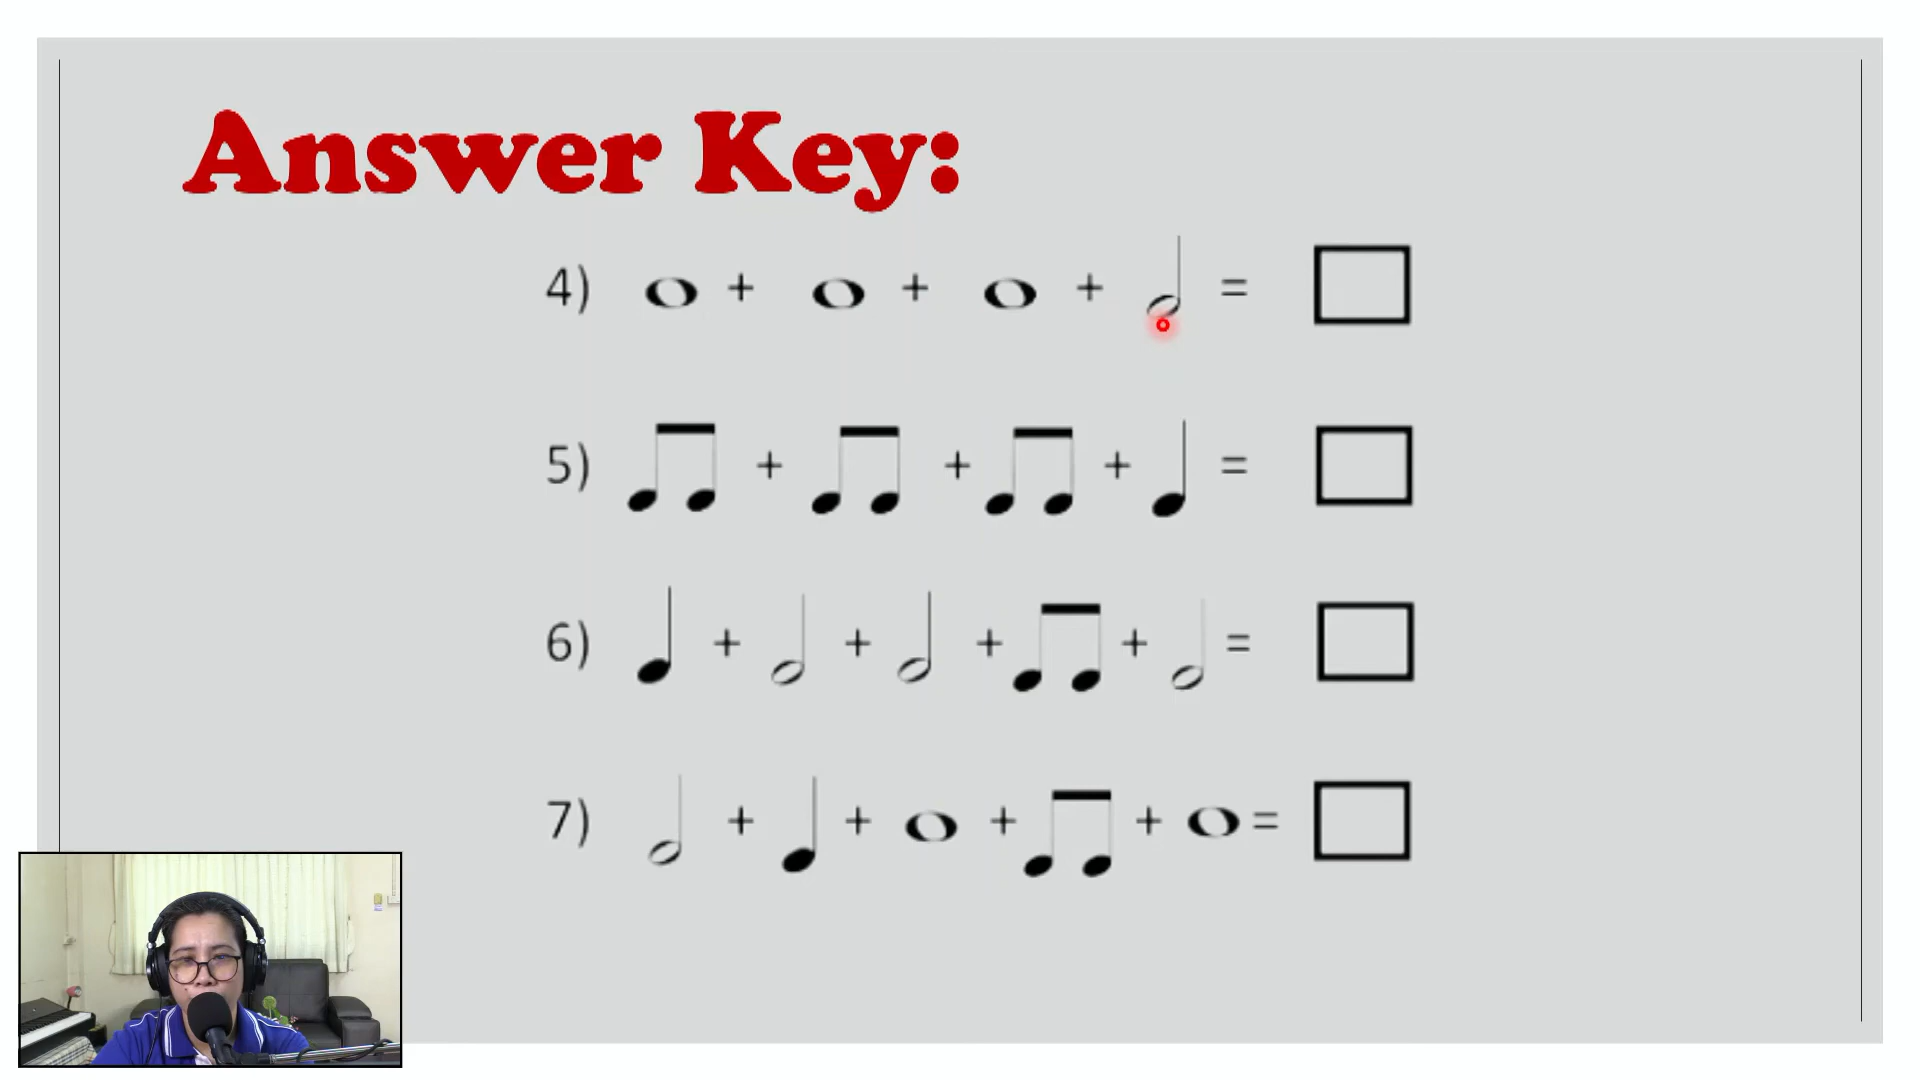 Answer Key:
4) + + + =
5) + + + =
6) + + + + =
7) + + + + =